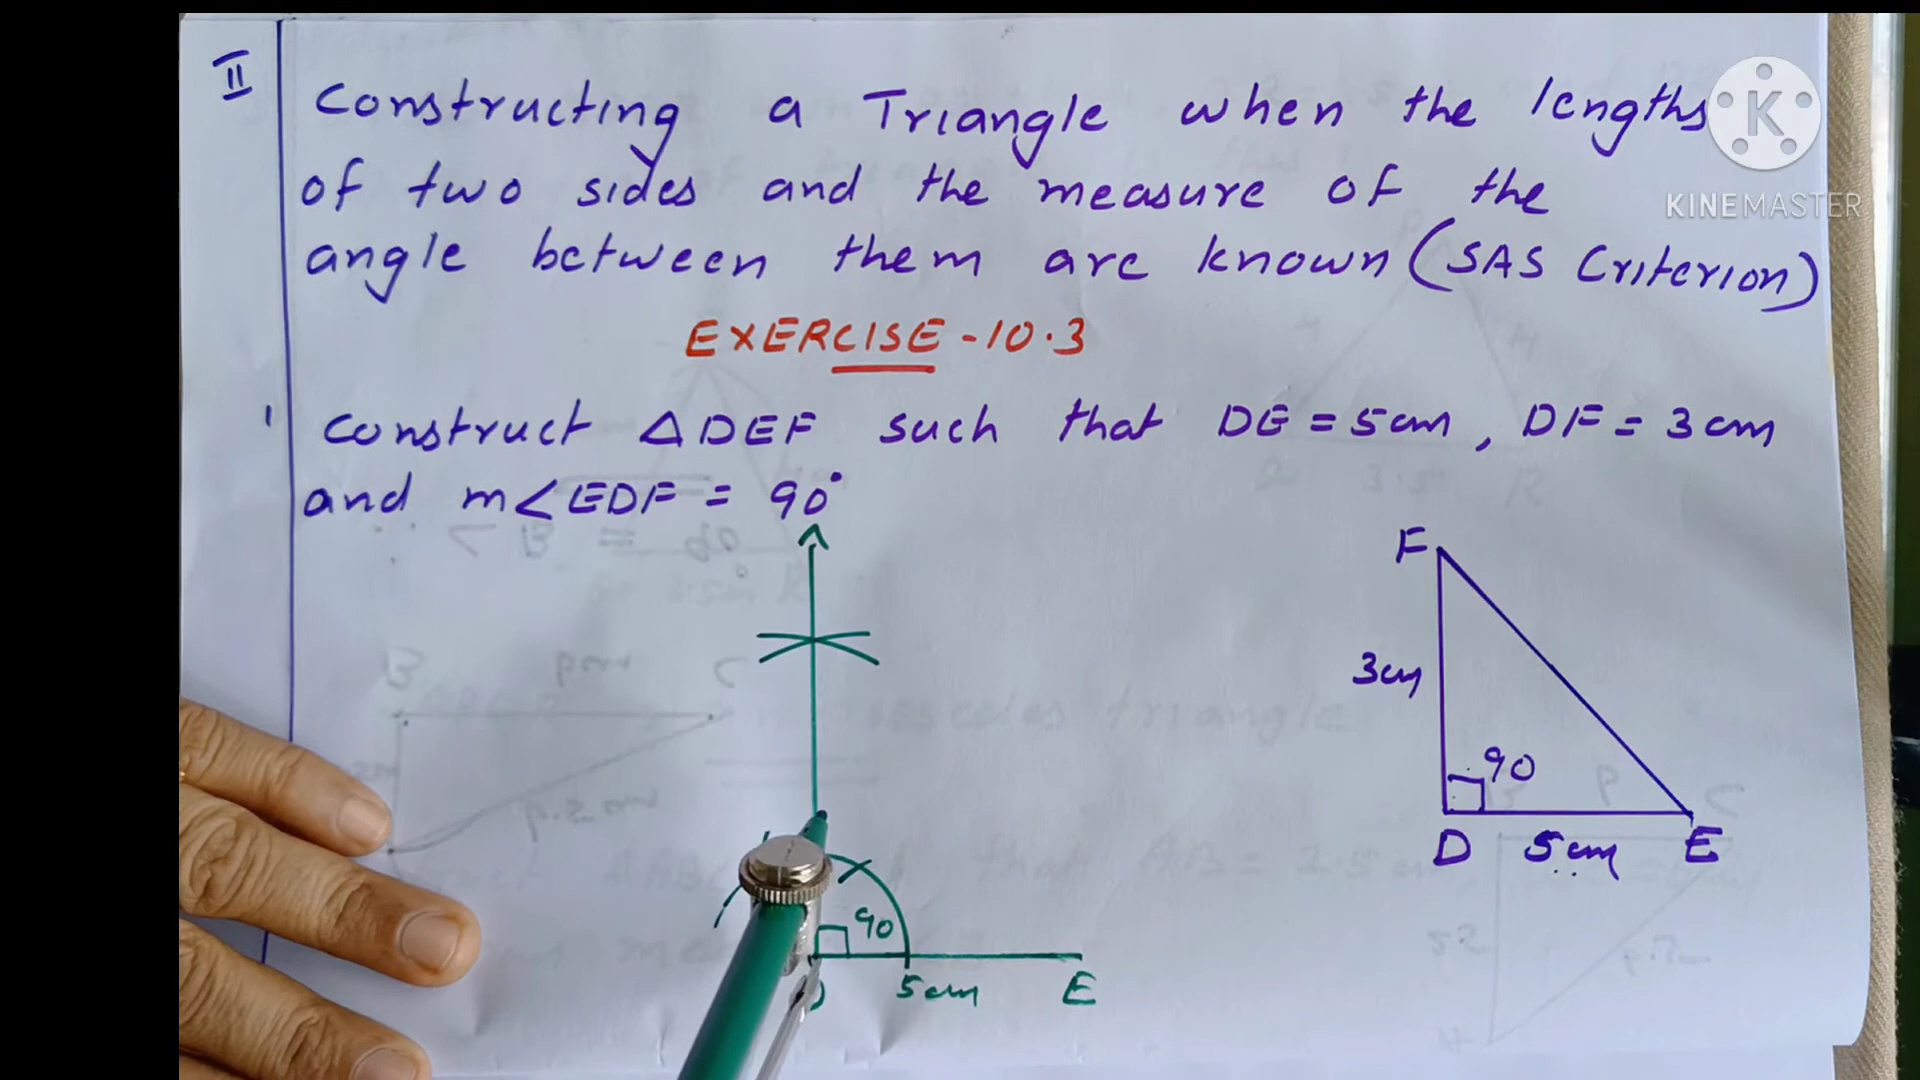 II
Constructing a Triangle when the lengths
of two sides and the measure of the
angle between them are known (SAS Criterion)
K
KINEMASTER
EXERCISE - 10.3
1 Construct △DEF such that DE = 5cm, DF = 3cm
and m∠EDF = 90°
F
3cm
90
D 5cm E
90
D 5cm E